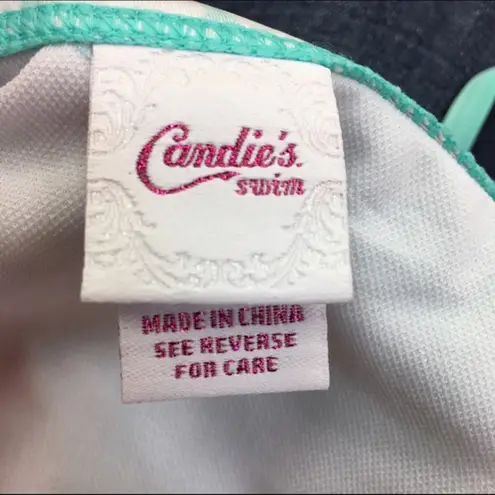 Candie's
swim
MADE IN CHINA
SEE REVERSE
FOR CARE